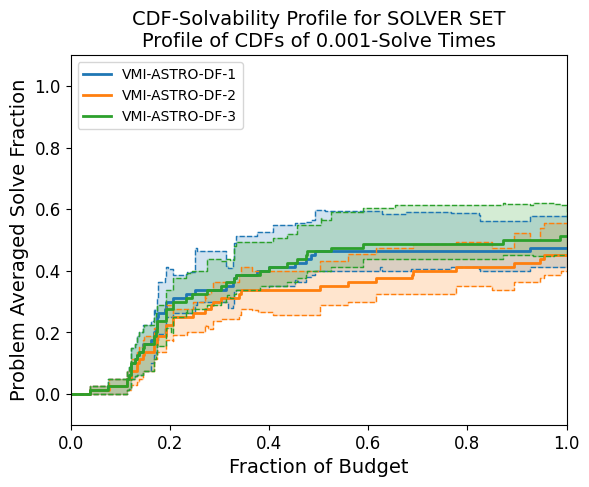 CDF-Solvability Profile for SOLVER SET
Profile of CDFs of 0.001-Solve Times
VMI-ASTRO-DF-1
VMI-ASTRO-DF-2
VMI-ASTRO-DF-3
Problem Averaged Solve Fraction
1.0
0.8
0.6
0.4
0.2
0.0
0.0 0.2 0.4 0.6 0.8 1.0
Fraction of Budget